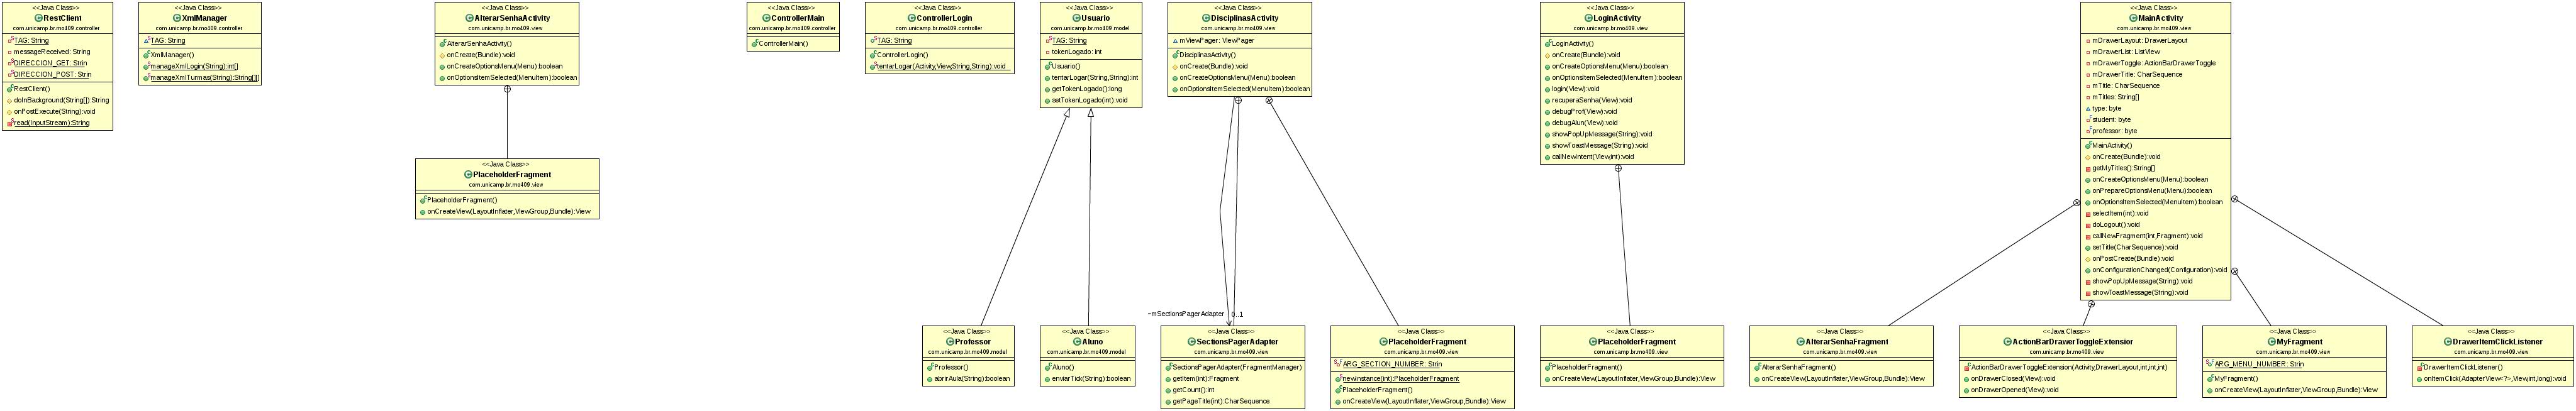 <<Java Class>>
RestClient
com.unicamp.br.mo409.controller
TAG: String
messageReceived: String
DIRECCION_GET: Strin
DIRECCION_POST: Strin
RestClient()
doInBackground(String[]):String
onPostExecute(String):void
read(InputStream):String
<<Java Class>>
XmlManager
com.unicamp.br.mo409.controller
TAG: String
XmlManager()
manageXmlLogin(String):int[]
manageXmlTurmas(String):String[][]
<<Java Class>>
AlterarSenhaActivity
com.unicamp.br.mo409.view
AlterarSenhaActivity()
onCreate(Bundle):void
onCreateOptionsMenu(Menu):boolean
onOptionsItemSelected(MenuItem):boolean
<<Java Class>>
PlaceholderFragment
com.unicamp.br.mo409.view
PlaceholderFragment()
onCreateView(LayoutInflater,ViewGroup,Bundle):View
<<Java Class>>
ControllerMain
com.unicamp.br.mo409.controller
ControllerMain()
<<Java Class>>
ControllerLogin
com.unicamp.br.mo409.controller
TAG: String
ControllerLogin()
tentarLogar(Activity,View,String,String):void
<<Java Class>>
Usuario
com.unicamp.br.mo409.model
TAG: String
tokenLogado: int
Usuario()
tentarLogar(String,String):int
getTokenLogado():long
setTokenLogado(int):void
<<Java Class>>
DisciplinasActivity
com.unicamp.br.mo409.view
mViewPager: ViewPager
DisciplinasActivity()
onCreate(Bundle):void
onCreateOptionsMenu(Menu):boolean
onOptionsItemSelected(MenuItem):boolean
<<Java Class>>
LoginActivity
com.unicamp.br.mo409.view
LoginActivity()
onCreate(Bundle):void
onCreateOptionsMenu(Menu):boolean
onOptionsItemSelected(MenuItem):boolean
login(View):void
recuperaSenha(View):void
debugProf(View):void
debugAlun(View):void
showPopUpMessage(String):void
showToastMessage(String):void
callNewIntent(View,int):void
<<Java Class>>
MainActivity
com.unicamp.br.mo409.view
mDrawerLayout: DrawerLayout
mDrawerList: ListView
mDrawerToggle: ActionBarDrawerToggle
mDrawerTitle: CharSequence
mTitle: CharSequence
mTitles: String[]
type: byte
student: byte
professor: byte
MainActivity()
onCreate(Bundle):void
getMyTitles():String[]
onCreateOptionsMenu(Menu):boolean
onPrepareOptionsMenu(Menu):boolean
onOptionsItemSelected(MenuItem):boolean
selectItem(int):void
doLogout():void
callNewFragment(int,Fragment):void
setTitle(CharSequence):void
onPostCreate(Bundle):void
onConfigurationChanged(Configuration):void
showPopUpMessage(String):void
showToastMessage(String):void
~mSectionsPagerAdapter
0..1
<<Java Class>>
Professor
com.unicamp.br.mo409.model
Professor()
abrirAula(String):boolean
<<Java Class>>
Aluno
com.unicamp.br.mo409.model
Aluno()
enviarTick(String):boolean
<<Java Class>>
SectionsPagerAdapter
com.unicamp.br.mo409.view
SectionsPagerAdapter(FragmentManager)
getItem(int):Fragment
getCount():int
getPageTitle(int):CharSequence
<<Java Class>>
PlaceholderFragment
com.unicamp.br.mo409.view
ARG_SECTION_NUMBER: Strin
newInstance(int):PlaceholderFragment
PlaceholderFragment()
onCreateView(LayoutInflater,ViewGroup,Bundle):View
<<Java Class>>
PlaceholderFragment
com.unicamp.br.mo409.view
PlaceholderFragment()
onCreateView(LayoutInflater,ViewGroup,Bundle):View
<<Java Class>>
AlterarSenhaFragment
com.unicamp.br.mo409.view
AlterarSenhaFragment()
onCreateView(LayoutInflater,ViewGroup,Bundle):View
<<Java Class>>
ActionBarDrawerToggleExtensior
com.unicamp.br.mo409.view
ActionBarDrawerToggleExtension(Activity,DrawerLayout,int,int,int)
onDrawerClosed(View):void
onDrawerOpened(View):void
<<Java Class>>
MyFragment
com.unicamp.br.mo409.view
ARG_MENU_NUMBER: Strin
MyFragment()
onCreateView(LayoutInflater,ViewGroup,Bundle):View
<<Java Class>>
DrawerItemClickListener
com.unicamp.br.mo409.view
DrawerItemClickListener()
onItemClick(AdapterView<?>,View,int,long):void